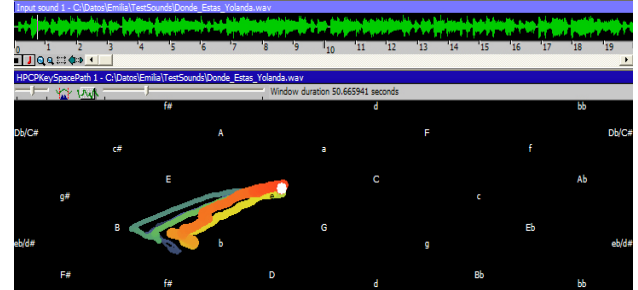 Input sound 1 - C:\Datos\Emilia\TestSounds\Donde_Estas_Yolanda.wav
0 1 2 3 4 5 6 7 8 9 10 11 12 13 14 15 16 17 18 19
HPCPKeySpacePath 1 - C:\Datos\Emilia\TestSounds\Donde_Estas_Yolanda.wav
Window duration 50.665941 seconds
f# d bb
Db/C# A F Db/C#
c# a f
E C Ab
g# e c
B G Eb
eb/d# b g eb/d#
F# D Bb
f# d bb